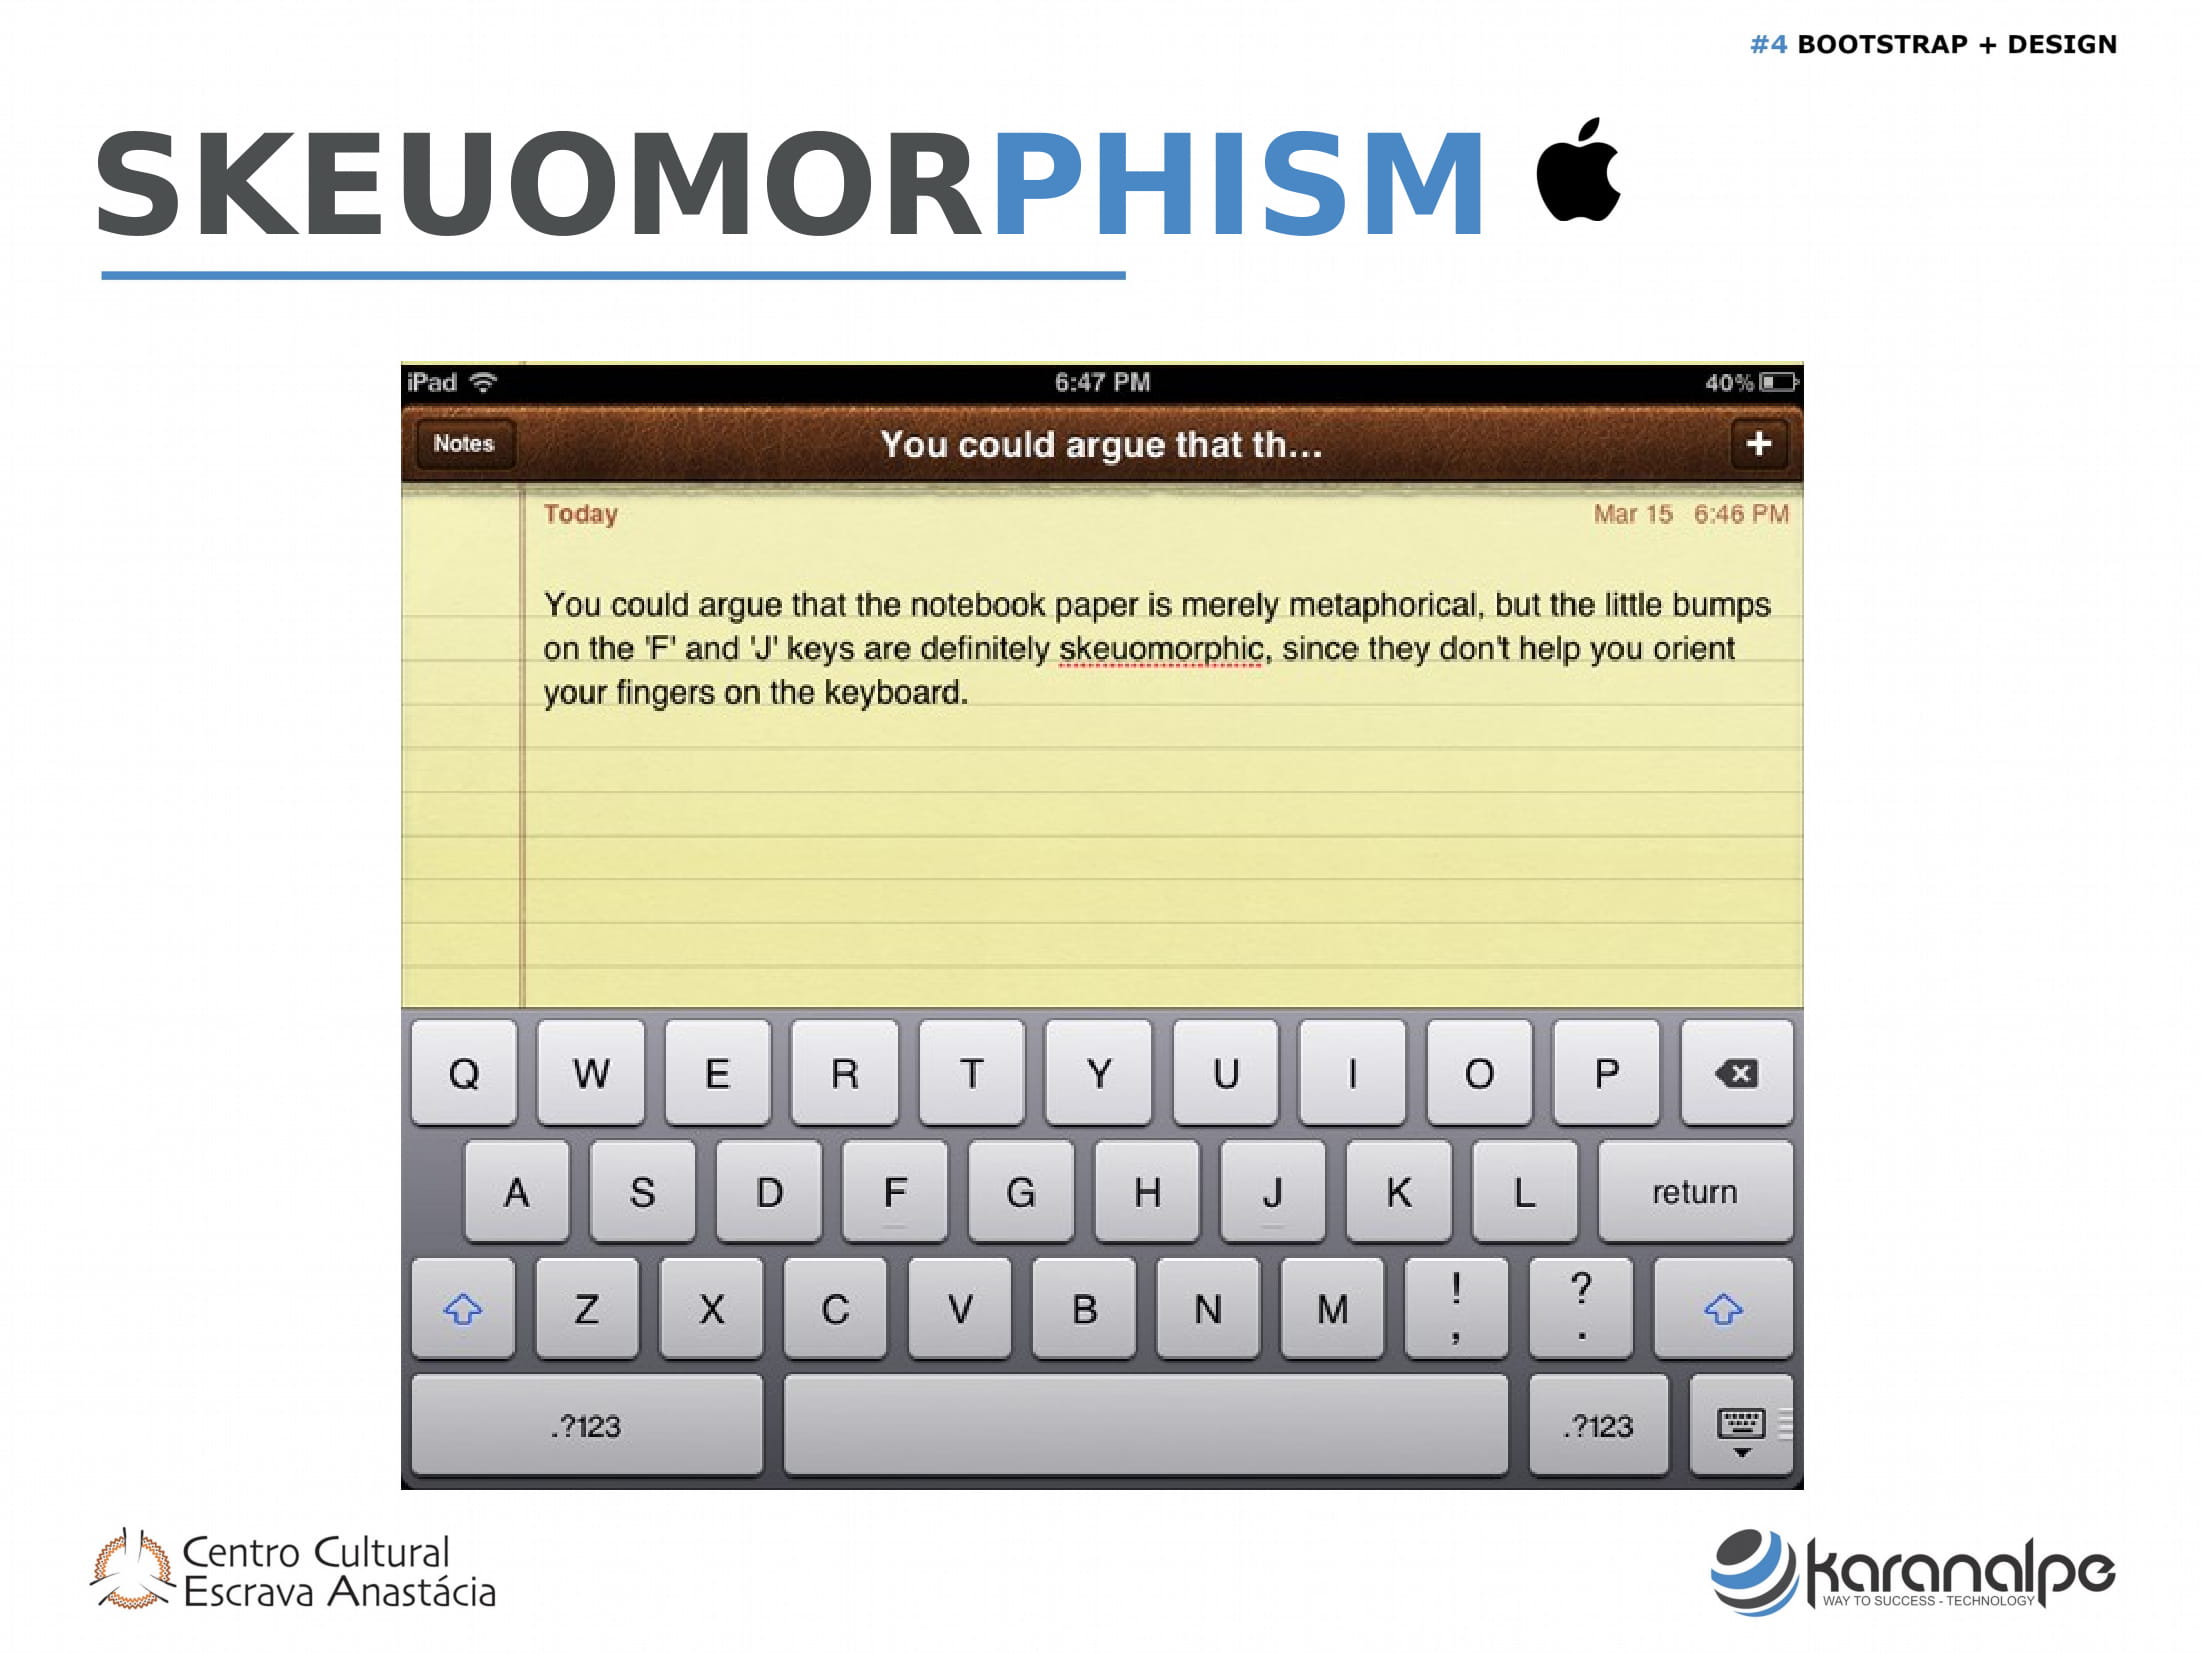 #4 BOOTSTRAP + DESIGN
SKEUOMORPHISM
iPad 6:47 PM 40%
Notes You could argue that th... +
Today Mar 15 6:46 PM
You could argue that the notebook paper is merely metaphorical, but the little bumps
on the 'F' and 'J' keys are definitely skeuomorphic, since they don't help you orient
your fingers on the keyboard.
Q W E R T Y U I O P
A S D F G H J K L return
Z X C V B N M ! , ? .
.?123 .?123
Centro Cultural
Escrava Anastácia
karanalpe
WAY TO SUCCESS - TECHNOLOGY